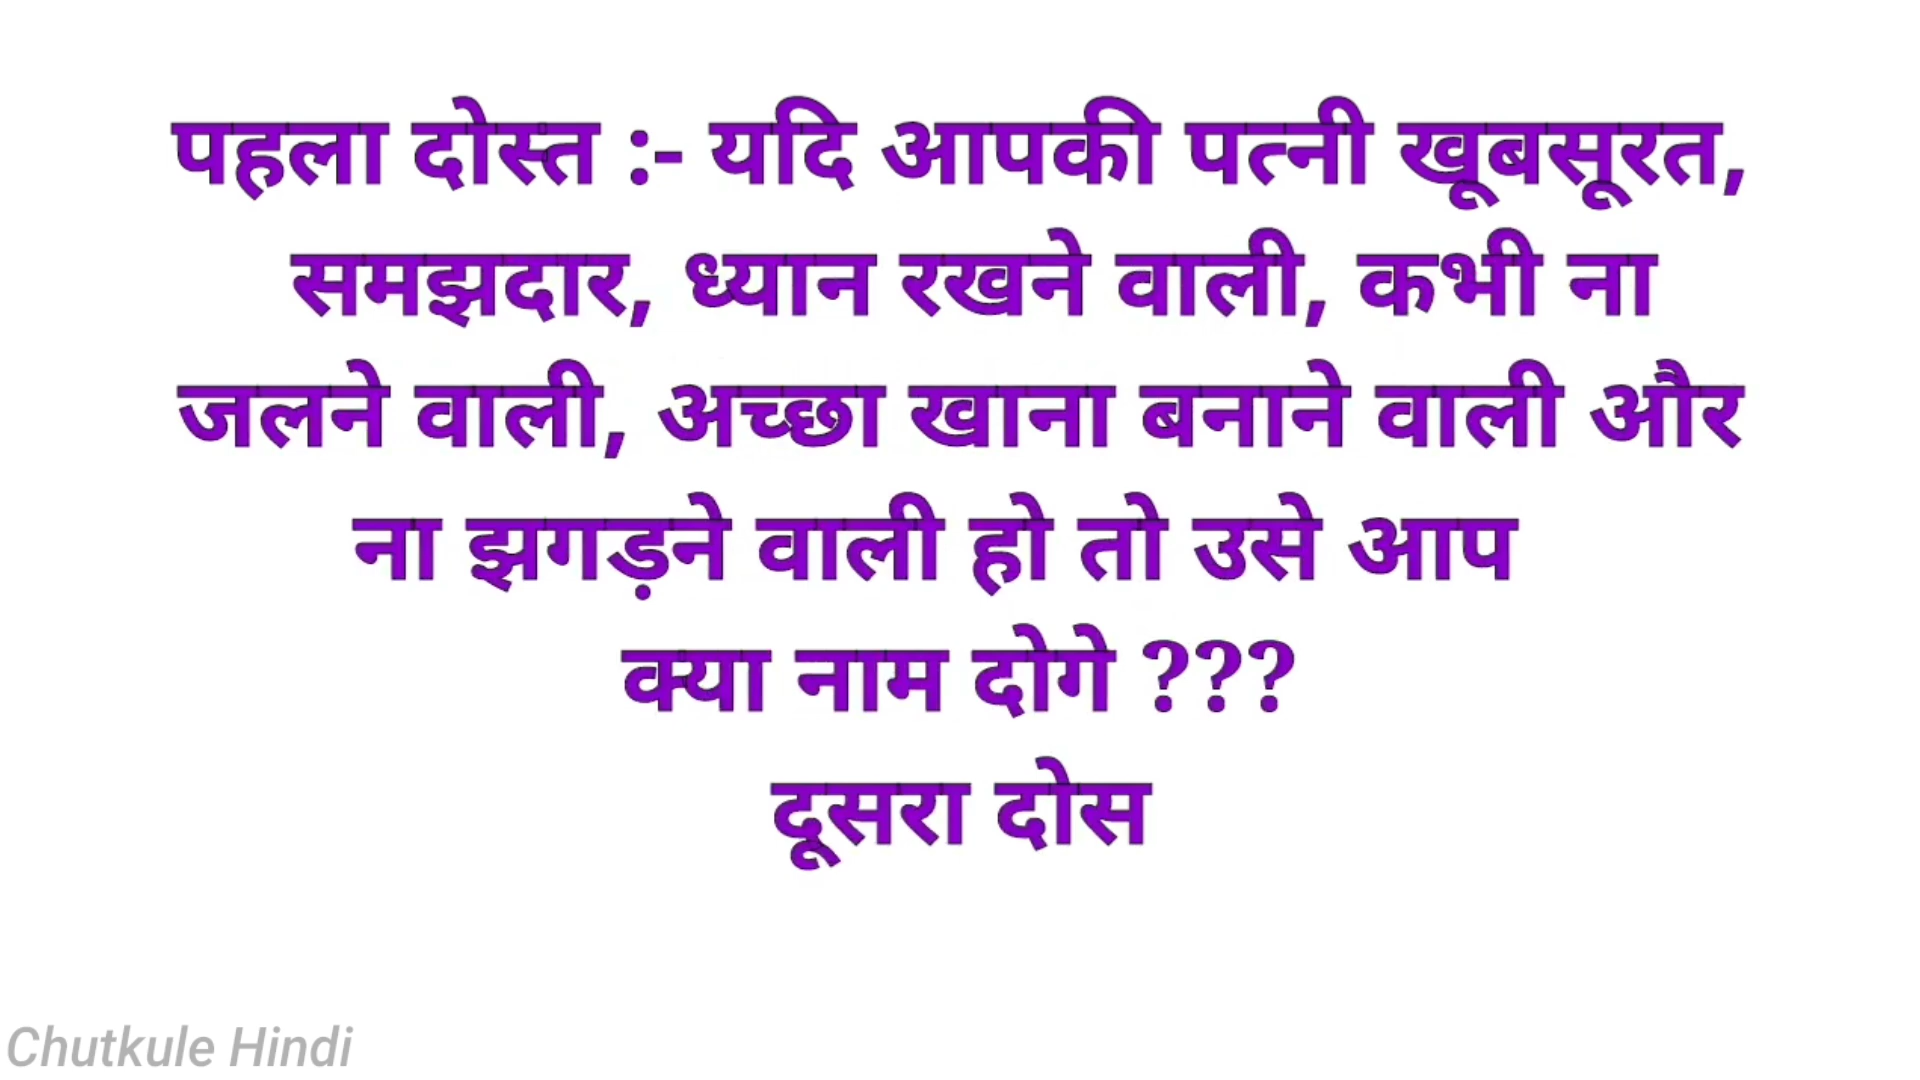 पहला दोस्त :- यदि आपकी पत्नी खूबसूरत,
समझदार, ध्यान रखने वाली, कभी ना
जलने वाली, अच्छा खाना बनाने वाली और
ना झगड़ने वाली हो तो उसे आप
क्या नाम दोगे ???
दूसरा दोस
Chutkule Hindi